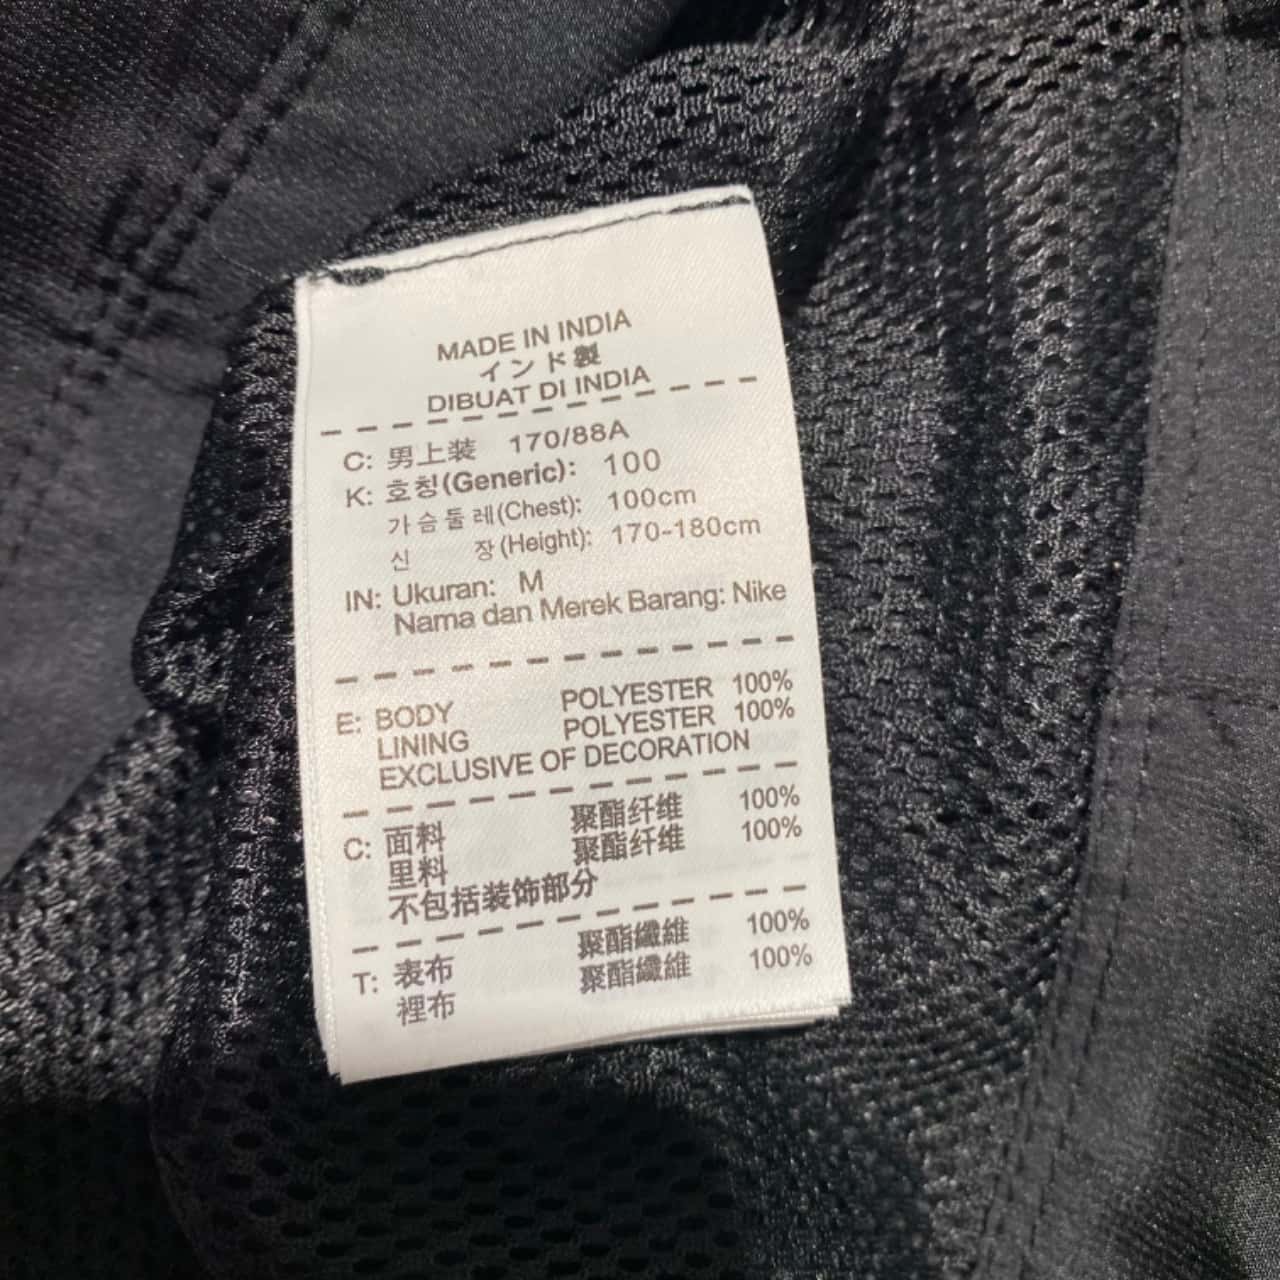 MADE IN INDIA
インド製
DIBUAT DI INDIA
C: 男上装 170/88A
K: 호칭(Generic): 100
가슴둘레(Chest): 100cm
신 장(Height): 170-180cm
IN: Ukuran: M
Nama dan Merek Barang: Nike
E: BODY POLYESTER 100%
LINING POLYESTER 100%
EXCLUSIVE OF DECORATION
C: 面料 聚酯纤维 100%
里料 聚酯纤维 100%
不包括装饰部分
T: 表布 聚酯纖維 100%
裡布 聚酯纖維 100%